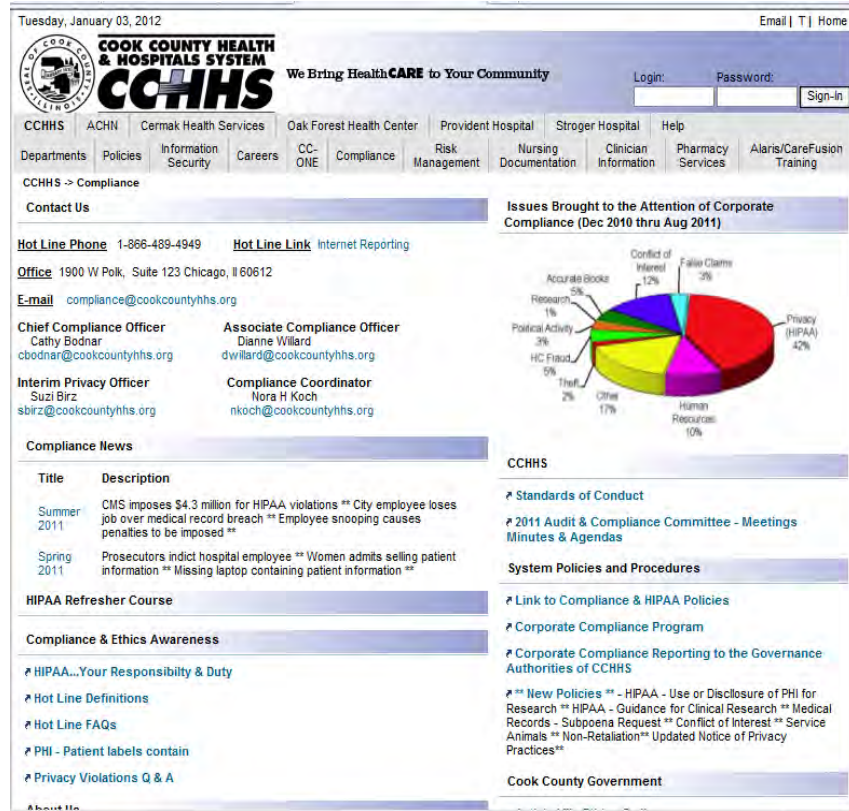 Tuesday, January 03, 2012
Email | T | Home
COOK COUNTY HEALTH
& HOSPITALS SYSTEM
CCHHS
We Bring HealthCARE to Your Community
Login: Password:
Sign-In
CCHHS ACHN Cermak Health Services Oak Forest Health Center Provident Hospital Stroger Hospital Help
Departments Policies Information Security Careers CC-ONE Compliance Risk Management Nursing Documentation Clinician Information Pharmacy Services Alaris/CareFusion Training
CCHHS -> Compliance
Contact Us
Hot Line Phone 1-866-489-4949 Hot Line Link Internet Reporting
Office 1900 W Polk, Suite 123 Chicago, Il 60612
E-mail compliance@cookcountyhhs.org
Chief Compliance Officer
Cathy Bodnar
cbodnar@cookcountyhhs.org
Associate Compliance Officer
Dianne Willard
dwillard@cookcountyhhs.org
Interim Privacy Officer
Suzi Birz
sbirz@cookcountyhhs.org
Compliance Coordinator
Nora H Koch
nkoch@cookcountyhhs.org
Compliance News
Title Description
Summer 2011
CMS imposes $4.3 million for HIPAA violations ** City employee loses
job over medical record breach ** Employee snooping causes
penalties to be imposed **
Spring 2011
Prosecutors indict hospital employee ** Women admits selling patient
information ** Missing laptop containing patient information **
HIPAA Refresher Course
Compliance & Ethics Awareness
HIPAA...Your Responsibilty & Duty
Hot Line Definitions
Hot Line FAQs
PHI - Patient labels contain
Privacy Violations Q & A
About Us
Issues Brought to the Attention of Corporate
Compliance (Dec 2010 thru Aug 2011)
Conflict of
Interest
12%
False Claims
3%
Accurate Books
5%
Research
1%
Political Activity
3%
HC Fraud
5%
Theft
2%
Other
17%
Human
Resources
10%
Privacy
(HIPAA)
42%
CCHHS
Standards of Conduct
2011 Audit & Compliance Committee - Meetings
Minutes & Agendas
System Policies and Procedures
Link to Compliance & HIPAA Policies
Corporate Compliance Program
Corporate Compliance Reporting to the Governance
Authorities of CCHHS
** New Policies ** - HIPAA - Use or Discllosure of PHI for
Research ** HIPAA - Guidance for Clinical Research ** Medical
Records - Subpoena Request ** Conflict of Interest ** Service
Animals ** Non-Retaliation** Updated Notice of Privacy
Practices**
Cook County Government